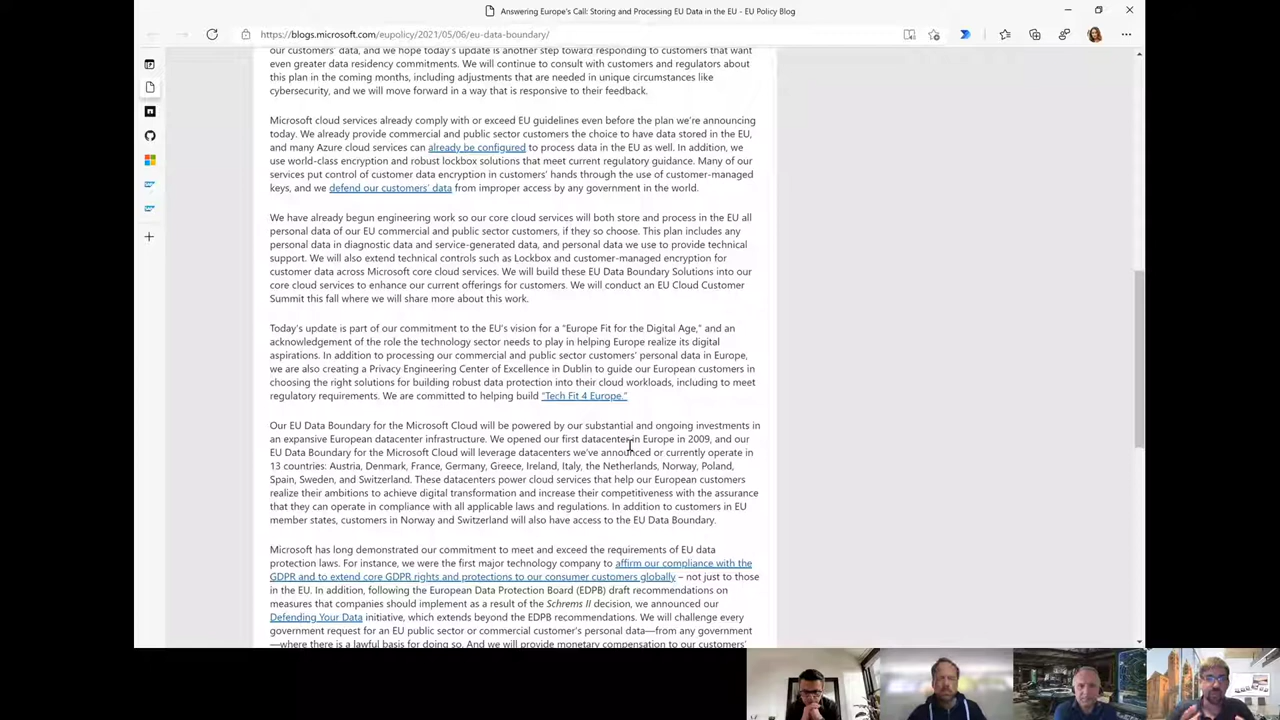 Answering Europe's Call: Storing and Processing EU Data in the EU - EU Policy Blog
https://blogs.microsoft.com/eupolicy/2021/05/06/eu-data-boundary/
our customers' data, and we hope today's update is another step toward responding to customers that want
even greater data residency commitments. We will continue to consult with customers and regulators about
this plan in the coming months, including adjustments that are needed in unique circumstances like
cybersecurity, and we will move forward in a way that is responsive to their feedback.
Microsoft cloud services already comply with or exceed EU guidelines even before the plan we're announcing
today. We already provide commercial and public sector customers the choice to have data stored in the EU,
and many Azure cloud services can already be configured to process data in the EU as well. In addition, we
use world-class encryption and robust lockbox solutions that meet current regulatory guidance. Many of our
services put control of customer data encryption in customers' hands through the use of customer-managed
keys, and we defend our customers' data from improper access by any government in the world.
We have already begun engineering work so our core cloud services will both store and process in the EU all
personal data of our EU commercial and public sector customers, if they so choose. This plan includes any
personal data in diagnostic data and service-generated data, and personal data we use to provide technical
support. We will also extend technical controls such as Lockbox and customer-managed encryption for
customer data across Microsoft core cloud services. We will build these EU Data Boundary Solutions into our
core cloud services to enhance our current offerings for customers. We will conduct an EU Cloud Customer
Summit this fall where we will share more about this work.
Today's update is part of our commitment to the EU's vision for a "Europe Fit for the Digital Age," and an
acknowledgement of the role the technology sector needs to play in helping Europe realize its digital
aspirations. In addition to processing our commercial and public sector customers' personal data in Europe,
we are also creating a Privacy Engineering Center of Excellence in Dublin to guide our European customers in
choosing the right solutions for building robust data protection into their cloud workloads, including to meet
regulatory requirements. We are committed to helping build "Tech Fit 4 Europe."
Our EU Data Boundary for the Microsoft Cloud will be powered by our substantial and ongoing investments in
an expansive European datacenter infrastructure. We opened our first datacenter in Europe in 2009, and our
EU Data Boundary for the Microsoft Cloud will leverage datacenters we've announced or currently operate in
13 countries: Austria, Denmark, France, Germany, Greece, Ireland, Italy, the Netherlands, Norway, Poland,
Spain, Sweden, and Switzerland. These datacenters power cloud services that help our European customers
realize their ambitions to achieve digital transformation and increase their competitiveness with the assurance
that they can operate in compliance with all applicable laws and regulations. In addition to customers in EU
member states, customers in Norway and Switzerland will also have access to the EU Data Boundary.
Microsoft has long demonstrated our commitment to meet and exceed the requirements of EU data
protection laws. For instance, we were the first major technology company to affirm our compliance with the
GDPR and to extend core GDPR rights and protections to our consumer customers globally – not just to those
in the EU. In addition, following the European Data Protection Board (EDPB) draft recommendations on
measures that companies should implement as a result of the Schrems II decision, we announced our
Defending Your Data initiative, which extends beyond the EDPB recommendations. We will challenge every
government request for an EU public sector or commercial customer's personal data—from any government
—where there is a lawful basis for doing so. And we will provide monetary compensation to our customers'